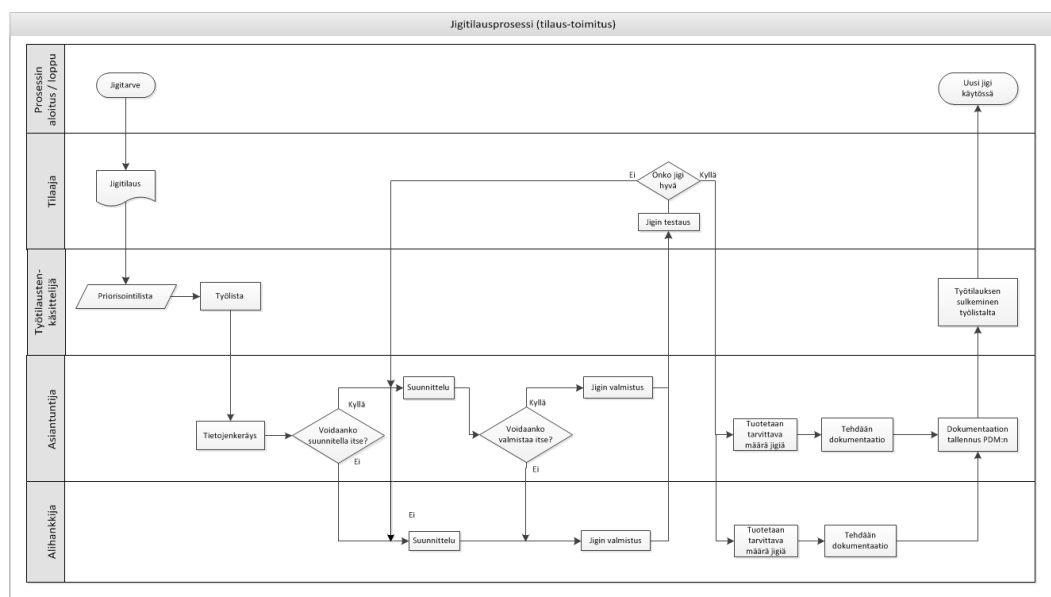 Jigitilausprosessi (tilaus-toimitus)
Prosessin
aloitus / loppu
Jigitarve
Uusi jigi
käytössä
Tilaaja
Jigitilaus
Ei
Onko jigi
hyvä
Kyllä
Jigin testaus
Työtilausten-
käsittelijä
Priorisointilista
Työlista
Työtilauksen
sulkeminen
työlistalta
Asiantuntija
Tietojenkeräys
Voidaanko
suunnitella itse?
Kyllä
Ei
Suunnittelu
Voidaanko
valmistaa itse?
Kyllä
Ei
Jigin valmistus
Tuotetaan
tarvittava
määrä jigiä
Tehdään
dokumentaatio
Dokumentaation
tallennus PDM:n
Alihankkija
Ei
Suunnittelu
Jigin valmistus
Tuotetaan
tarvittava
määrä jigiä
Tehdään
dokumentaatio